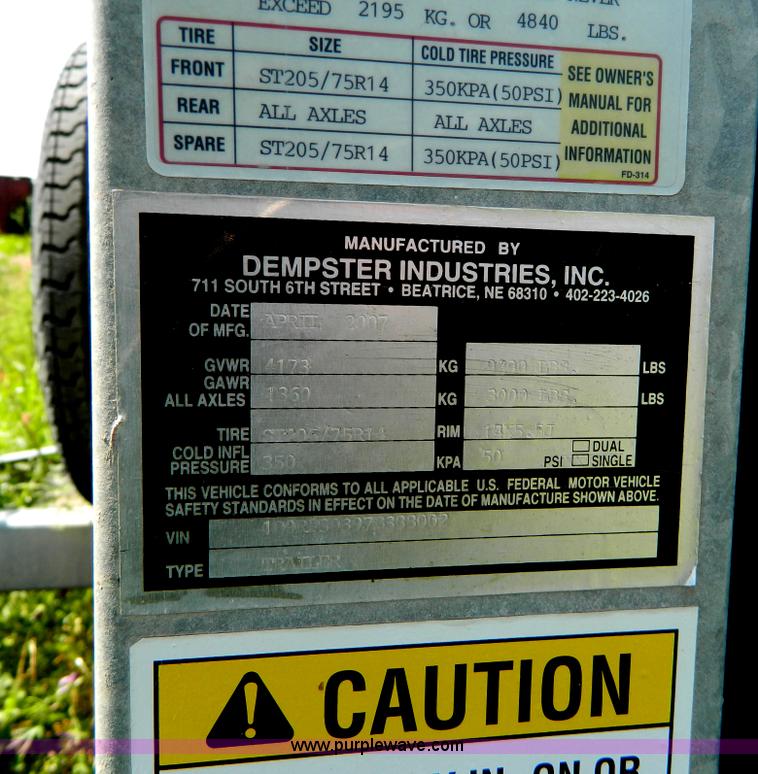 EXCEED 2195 KG. OR 4840 LBS.
TIRE SIZE COLD TIRE PRESSURE
FRONT ST205/75R14 350KPA(50PSI)
REAR ALL AXLES ALL AXLES
SPARE ST205/75R14 350KPA(50PSI)
SEE OWNER'S
MANUAL FOR
ADDITIONAL
INFORMATION
FD-314
MANUFACTURED BY
DEMPSTER INDUSTRIES, INC.
711 SOUTH 6TH STREET • BEATRICE, NE 68310 • 402-223-4026
DATE OF MFG. APRIL 2007
GVWR 4173 KG LBS. LBS
GAWR ALL AXLES 1360 KG 3000 LBS. LBS
TIRE RIM
COLD INFL PRESSURE 350 KPA 50 PSI DUAL SINGLE
THIS VEHICLE CONFORMS TO ALL APPLICABLE U.S. FEDERAL MOTOR VEHICLE
SAFETY STANDARDS IN EFFECT ON THE DATE OF MANUFACTURE SHOWN ABOVE.
VIN
TYPE TRAILER
CAUTION
www.purplewave.com
ON OR